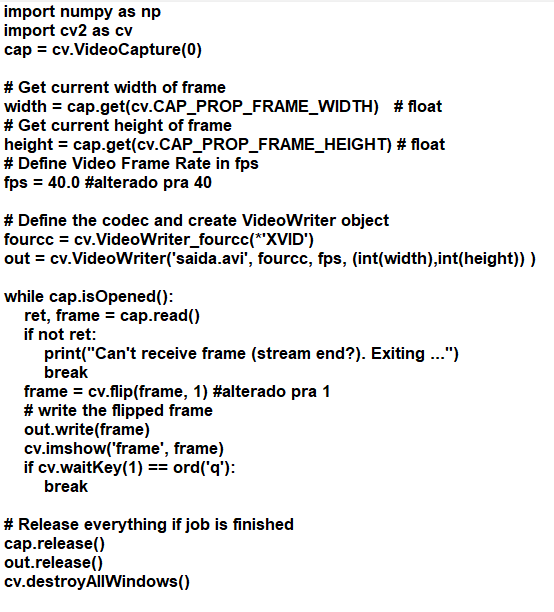 import numpy as np
import cv2 as cv
cap = cv.VideoCapture(0)

# Get current width of frame
width = cap.get(cv.CAP_PROP_FRAME_WIDTH)   # float
# Get current height of frame
height = cap.get(cv.CAP_PROP_FRAME_HEIGHT) # float
# Define Video Frame Rate in fps
fps = 40.0 #alterado pra 40

# Define the codec and create VideoWriter object
fourcc = cv.VideoWriter_fourcc(*'XVID')
out = cv.VideoWriter('saida.avi', fourcc, fps, (int(width),int(height)) )

while cap.isOpened():
    ret, frame = cap.read()
    if not ret:
        print("Can't receive frame (stream end?). Exiting ...")
        break
    frame = cv.flip(frame, 1) #alterado pra 1
    # write the flipped frame
    out.write(frame)
    cv.imshow('frame', frame)
    if cv.waitKey(1) == ord('q'):
        break

# Release everything if job is finished
cap.release()
out.release()
cv.destroyAllWindows()